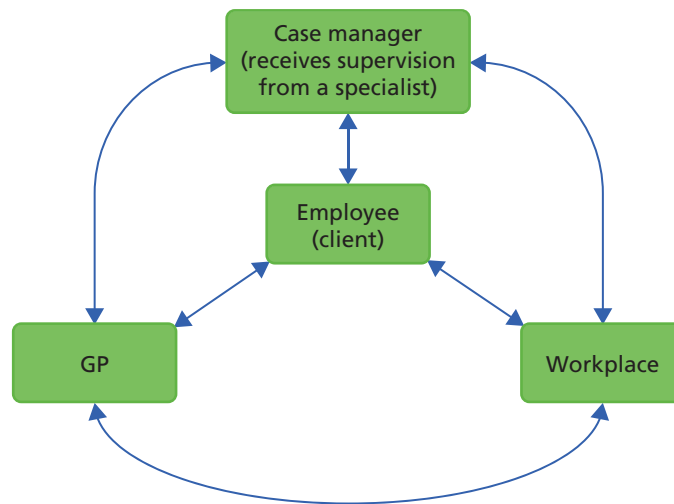 Case manager
(receives supervision
from a specialist)
Employee
(client)
GP
Workplace